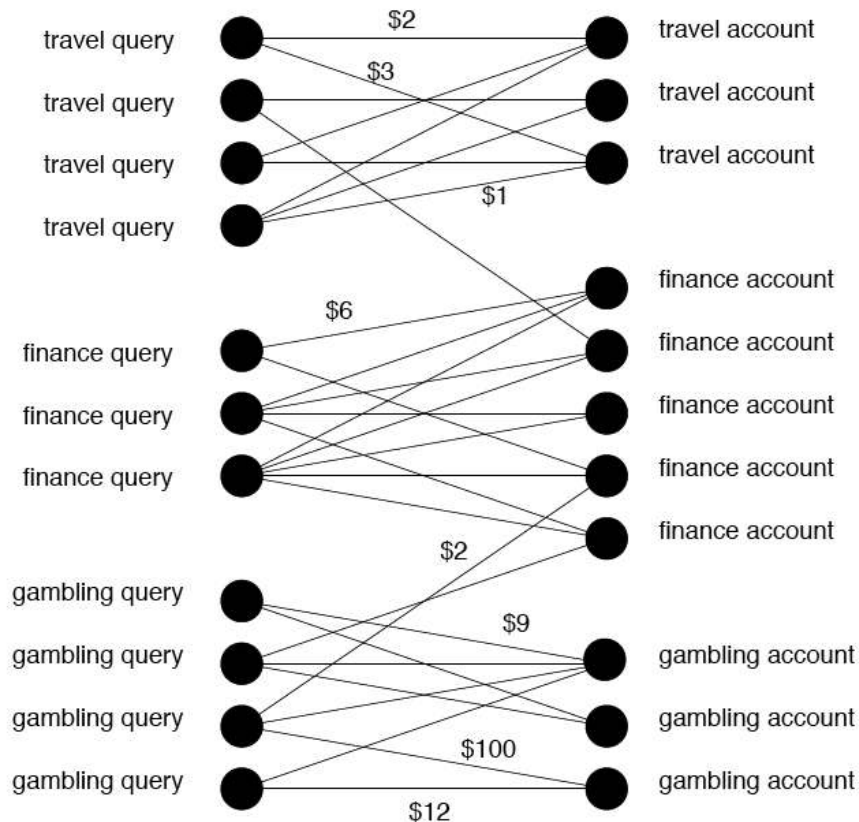 $2
travel query
travel account
$3
travel query
travel account
travel query
travel account
$1
travel query
finance account
$6
finance query
finance account
finance query
finance account
finance query
finance account
finance account
$2
gambling query
$9
gambling query
gambling account
gambling query
gambling account
$100
gambling query
gambling account
$12